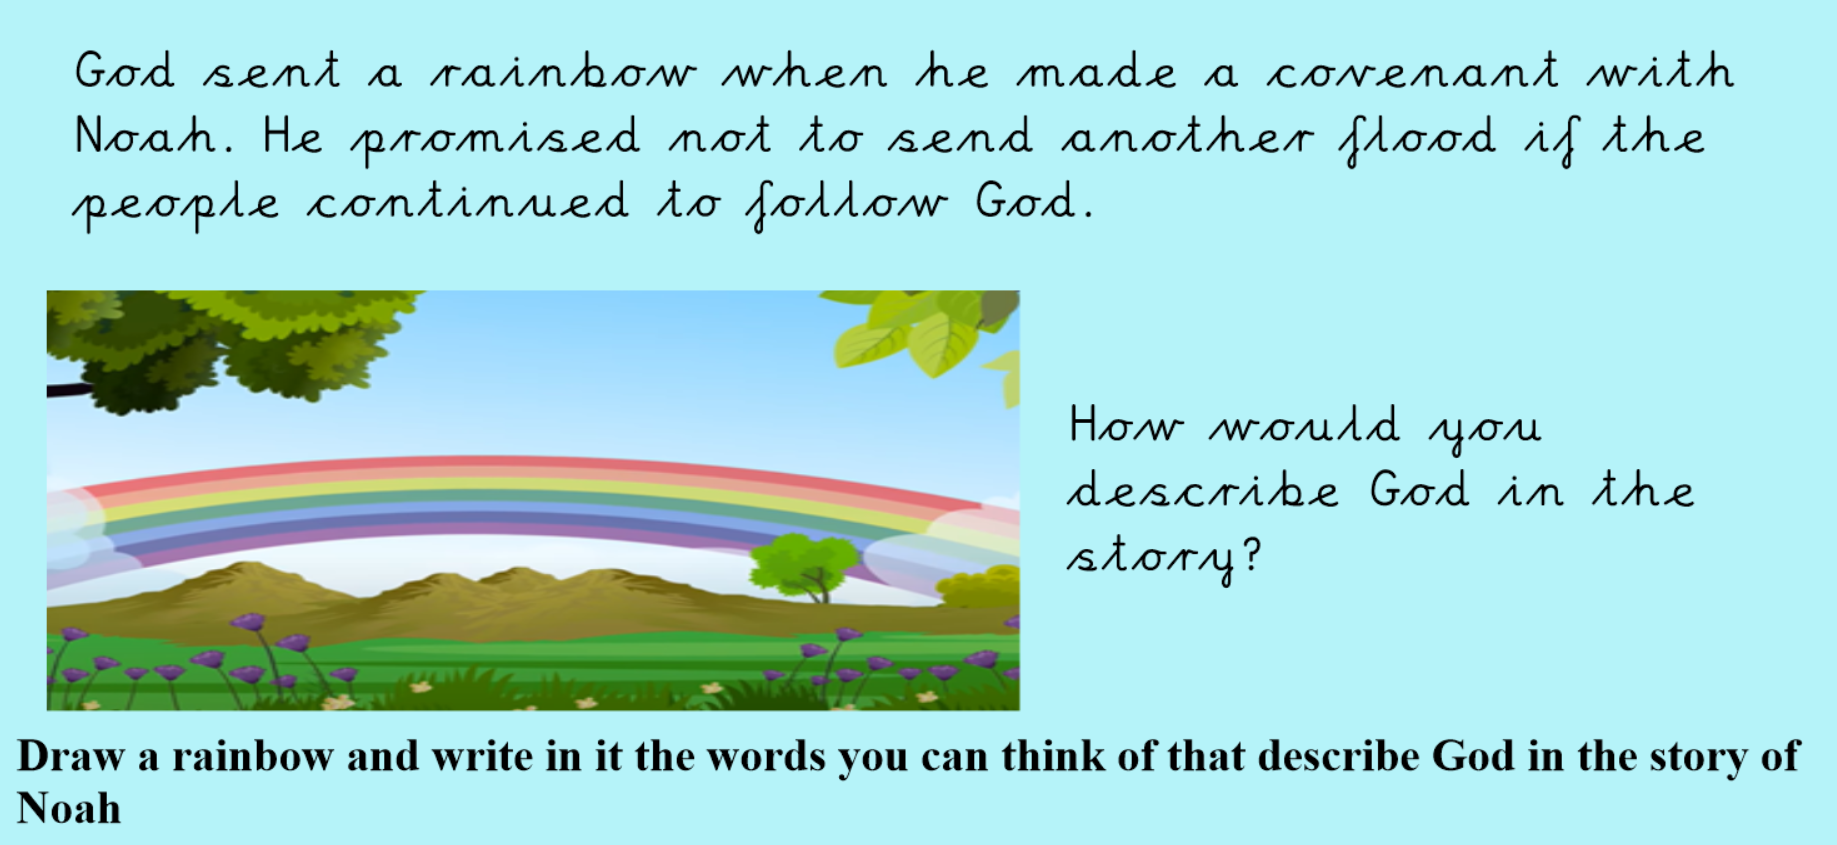 God sent a rainbow when he made a covenant with
Noah. He promised not to send another flood if the
people continued to follow God.
How would you
describe God in the
story?
Draw a rainbow and write in it the words you can think of that describe God in the story of
Noah